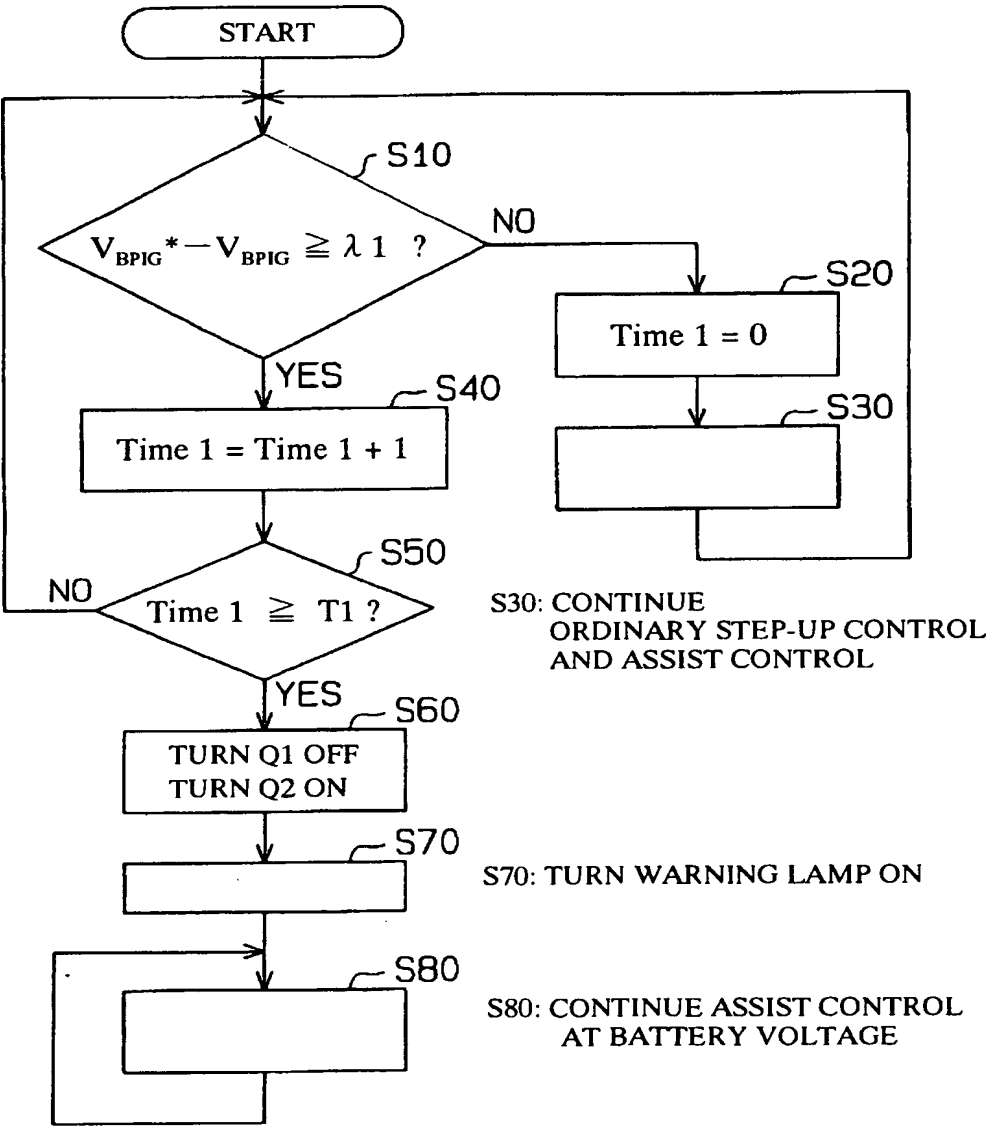 START
S10
V_BPIG* − V_BPIG ≧ λ 1 ?
NO
S20
Time 1 = 0
YES
S40
S30
Time 1 = Time 1 + 1
S50
NO
Time 1 ≧ T1 ?
S30: CONTINUE
ORDINARY STEP-UP CONTROL
AND ASSIST CONTROL
YES
S60
TURN Q1 OFF
TURN Q2 ON
S70
S70: TURN WARNING LAMP ON
S80
S80: CONTINUE ASSIST CONTROL
AT BATTERY VOLTAGE